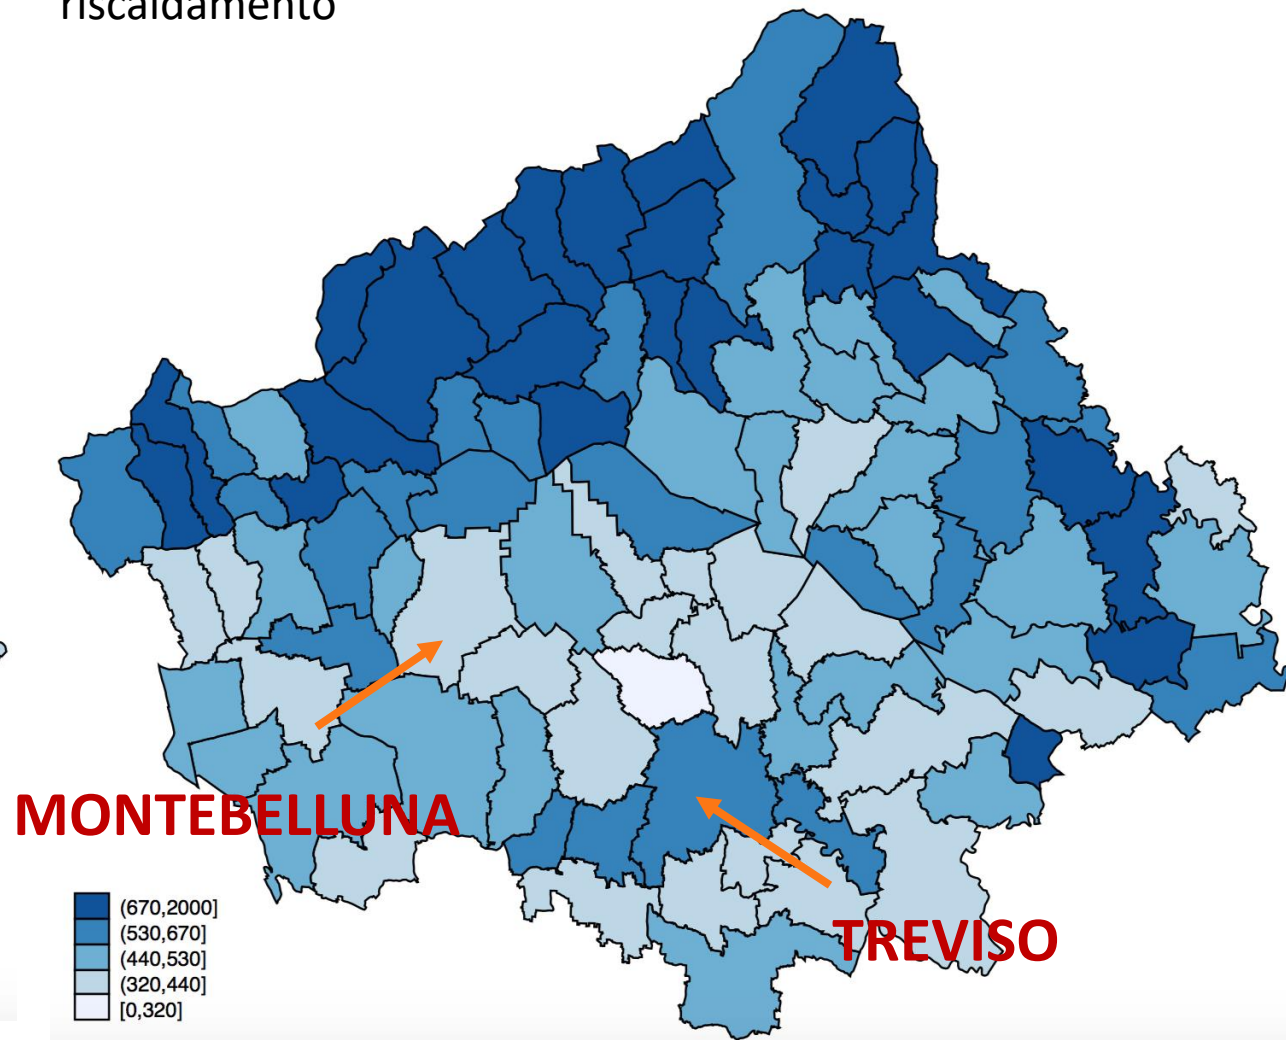 riscaldamento
MONTEBELLUNA
TREVISO
(670,2000]
(530,670]
(440,530]
(320,440]
[0,320]